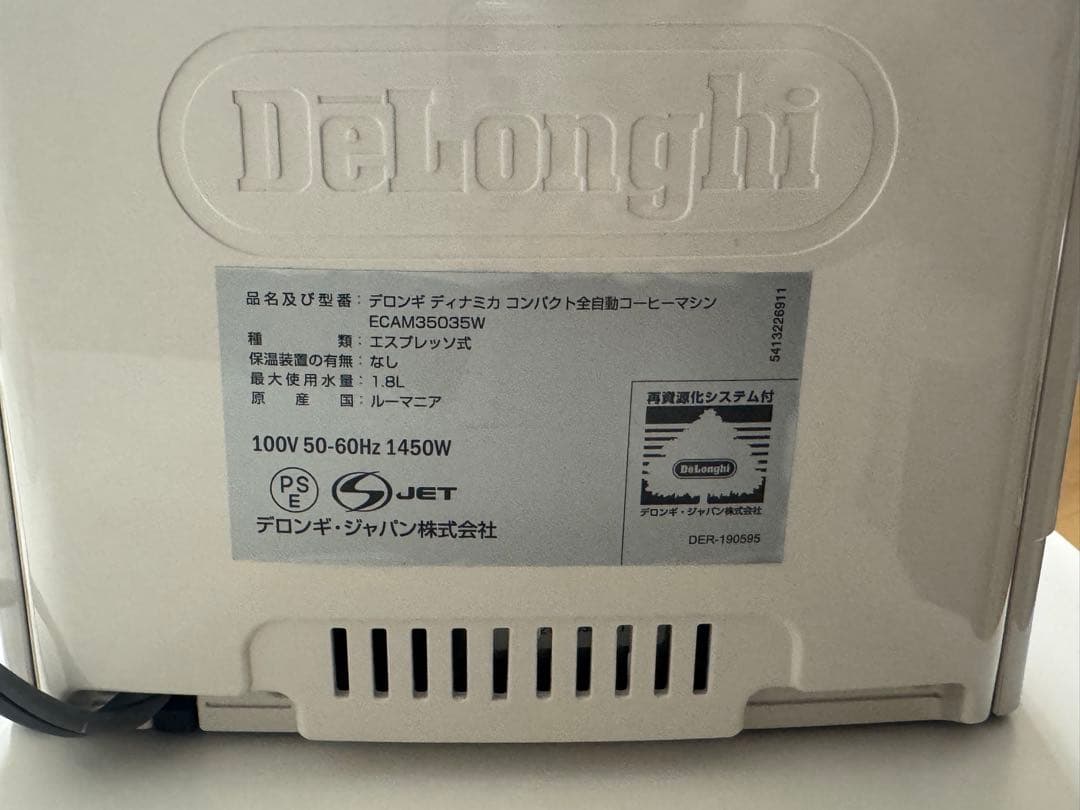 DeLonghi
品名及び型番：デロンギ ディナミカ コンパクト全自動コーヒーマシン
ECAM35035W
種類：エスプレッソ式
保温装置の有無：なし
最大使用水量：1.8L
原産国：ルーマニア
100V 50-60Hz 1450W
PS
E
JET
デロンギ・ジャパン株式会社
5413226911
再資源化システム付
DeLonghi
デロンギ・ジャパン株式会社
DER-190595